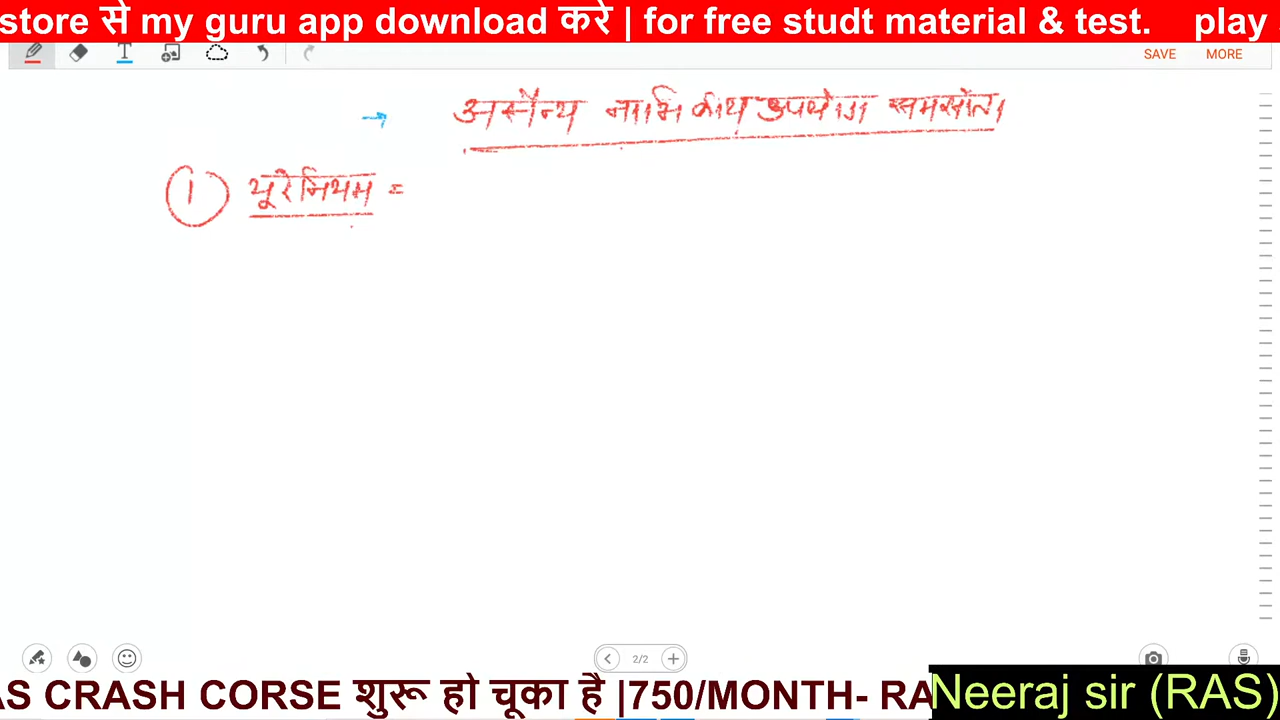 store से my guru app download करे | for free studt material & test. play
T SAVE MORE
→ असैन्य नाभिकीय उपयोग समझौता
1 यूरेनियम =
2/2
AS CRASH CORSE शुरू हो चूका है |750/MONTH- RA
Neeraj sir (RAS)